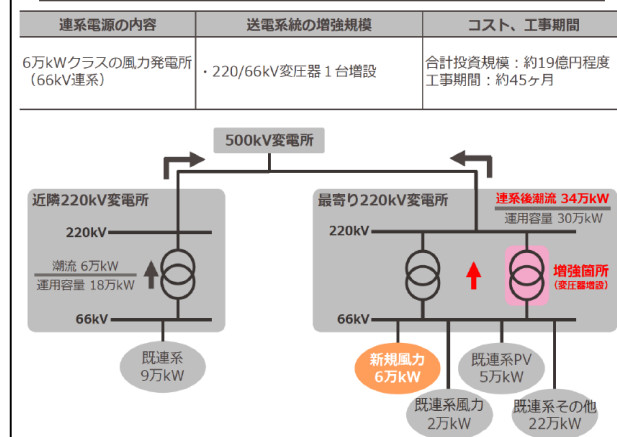 連系電源の内容
送電系統の増強規模
コスト、工事期間
6万kWクラスの風力発電所
（66kV連系）
・220/66kV変圧器１台増設
合計投資規模：約19億円程度
工事期間：約45ヶ月
500kV変電所
近隣220kV変電所
220kV
潮流 6万kW
運用容量 18万kW
66kV
既連系
9万kW
最寄り220kV変電所
連系後潮流 34万kW
運用容量 30万kW
220kV
増強箇所
（変圧器増設）
66kV
新規風力
6万kW
既連系PV
5万kW
既連系風力
2万kW
既連系その他
22万kW